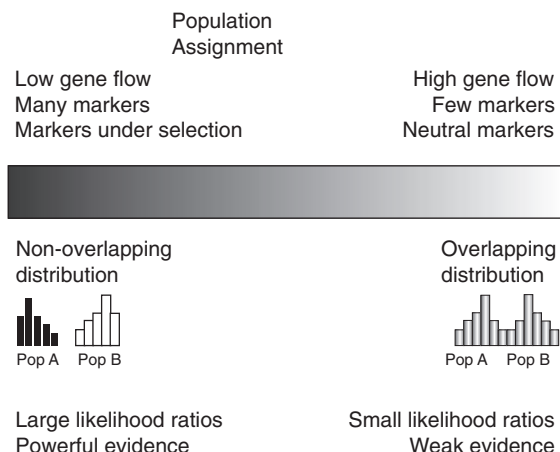 Population
Assignment
Low gene flow
Many markers
Markers under selection
High gene flow
Few markers
Neutral markers
Non-overlapping
distribution
Pop A Pop B
Overlapping
distribution
Pop A Pop B
Large likelihood ratios
Powerful evidence
Small likelihood ratios
Weak evidence